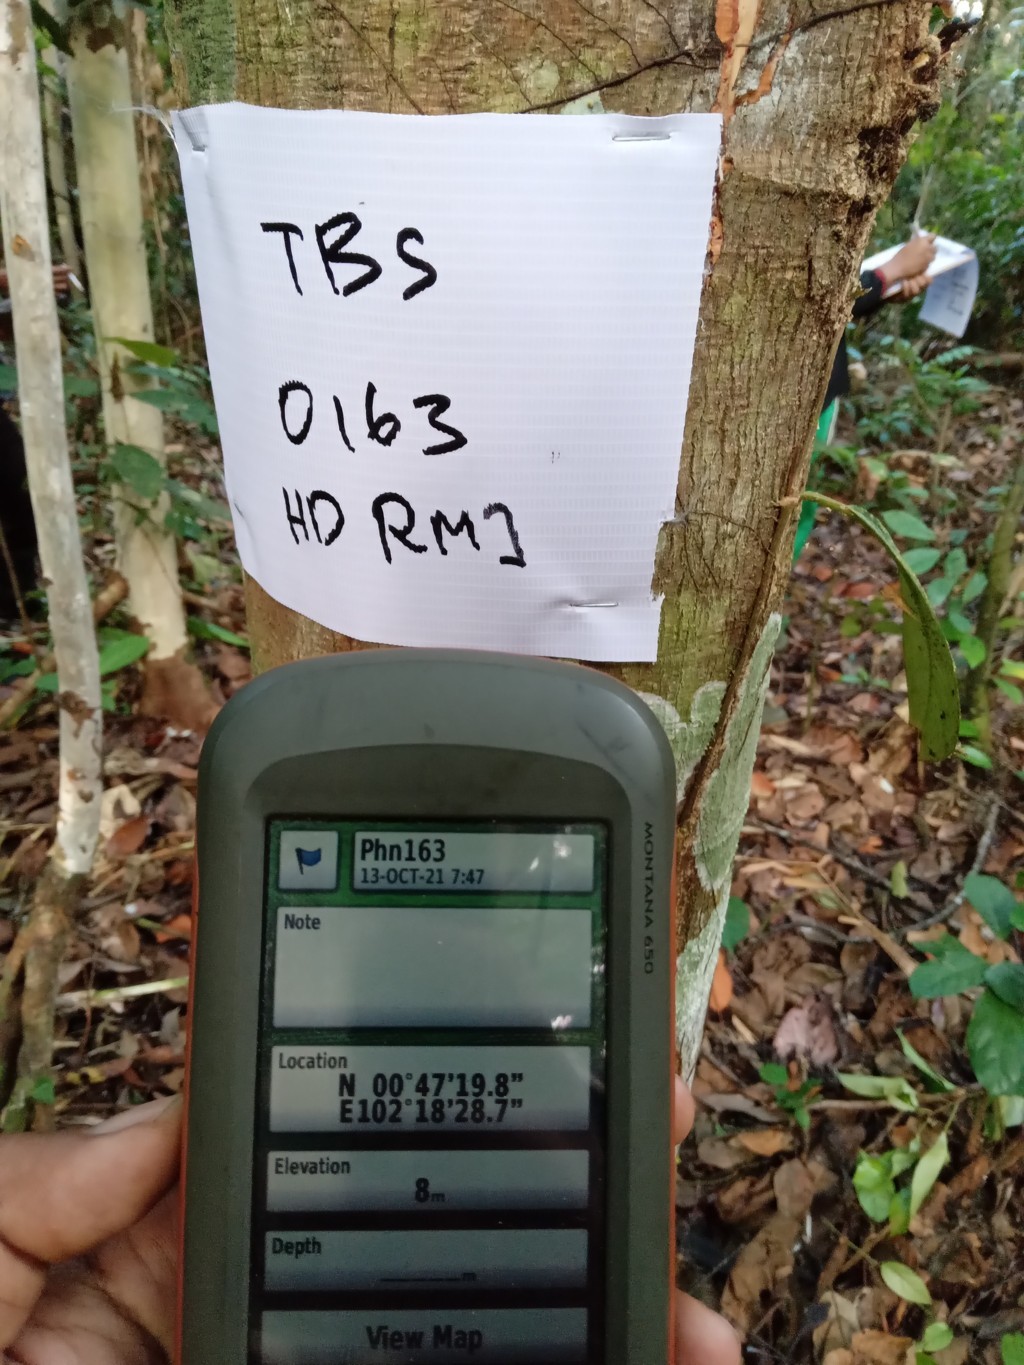 TBS
0163
HD RMJ
MONTANA 650
Phn163
13-OCT-21 7:47
Note
Location
N 00°47'19.8"
E102°18'28.7"
Elevation
8m
Depth
View Map